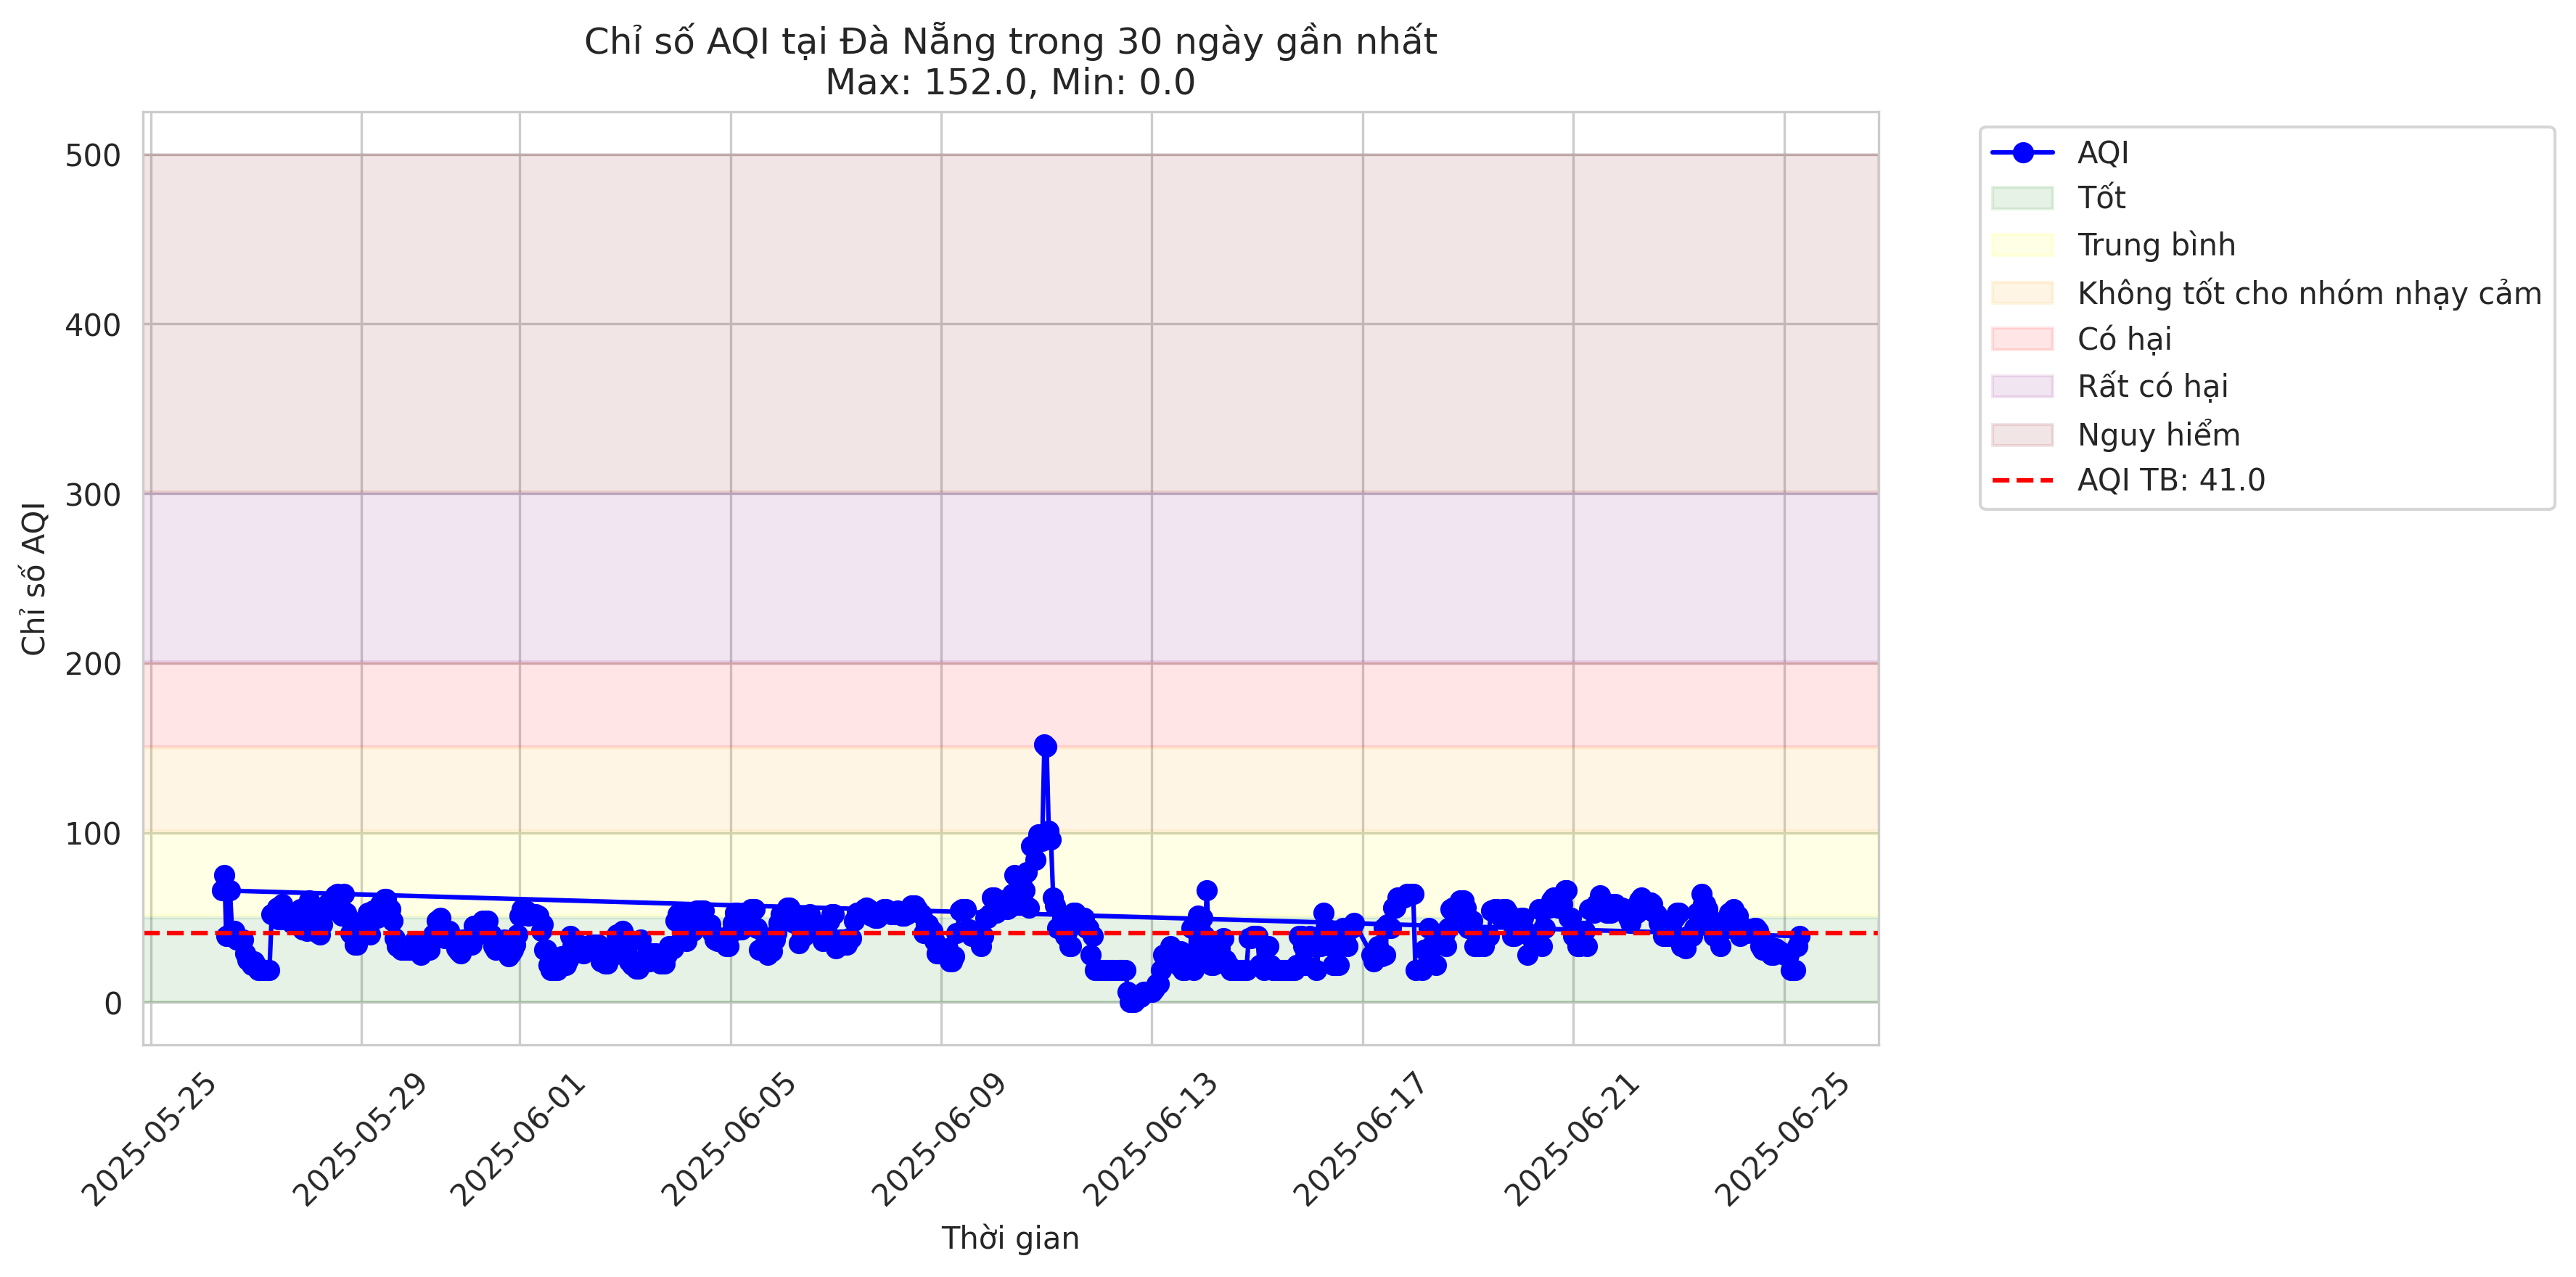 Chỉ số AQI tại Đà Nẵng trong 30 ngày gần nhất
Max: 152.0, Min: 0.0
Chỉ số AQI
500
400
300
200
100
0
2025-05-25
2025-05-29
2025-06-01
2025-06-05
2025-06-09
2025-06-13
2025-06-17
2025-06-21
2025-06-25
Thời gian
AQI
Tốt
Trung bình
Không tốt cho nhóm nhạy cảm
Có hại
Rất có hại
Nguy hiểm
AQI TB: 41.0